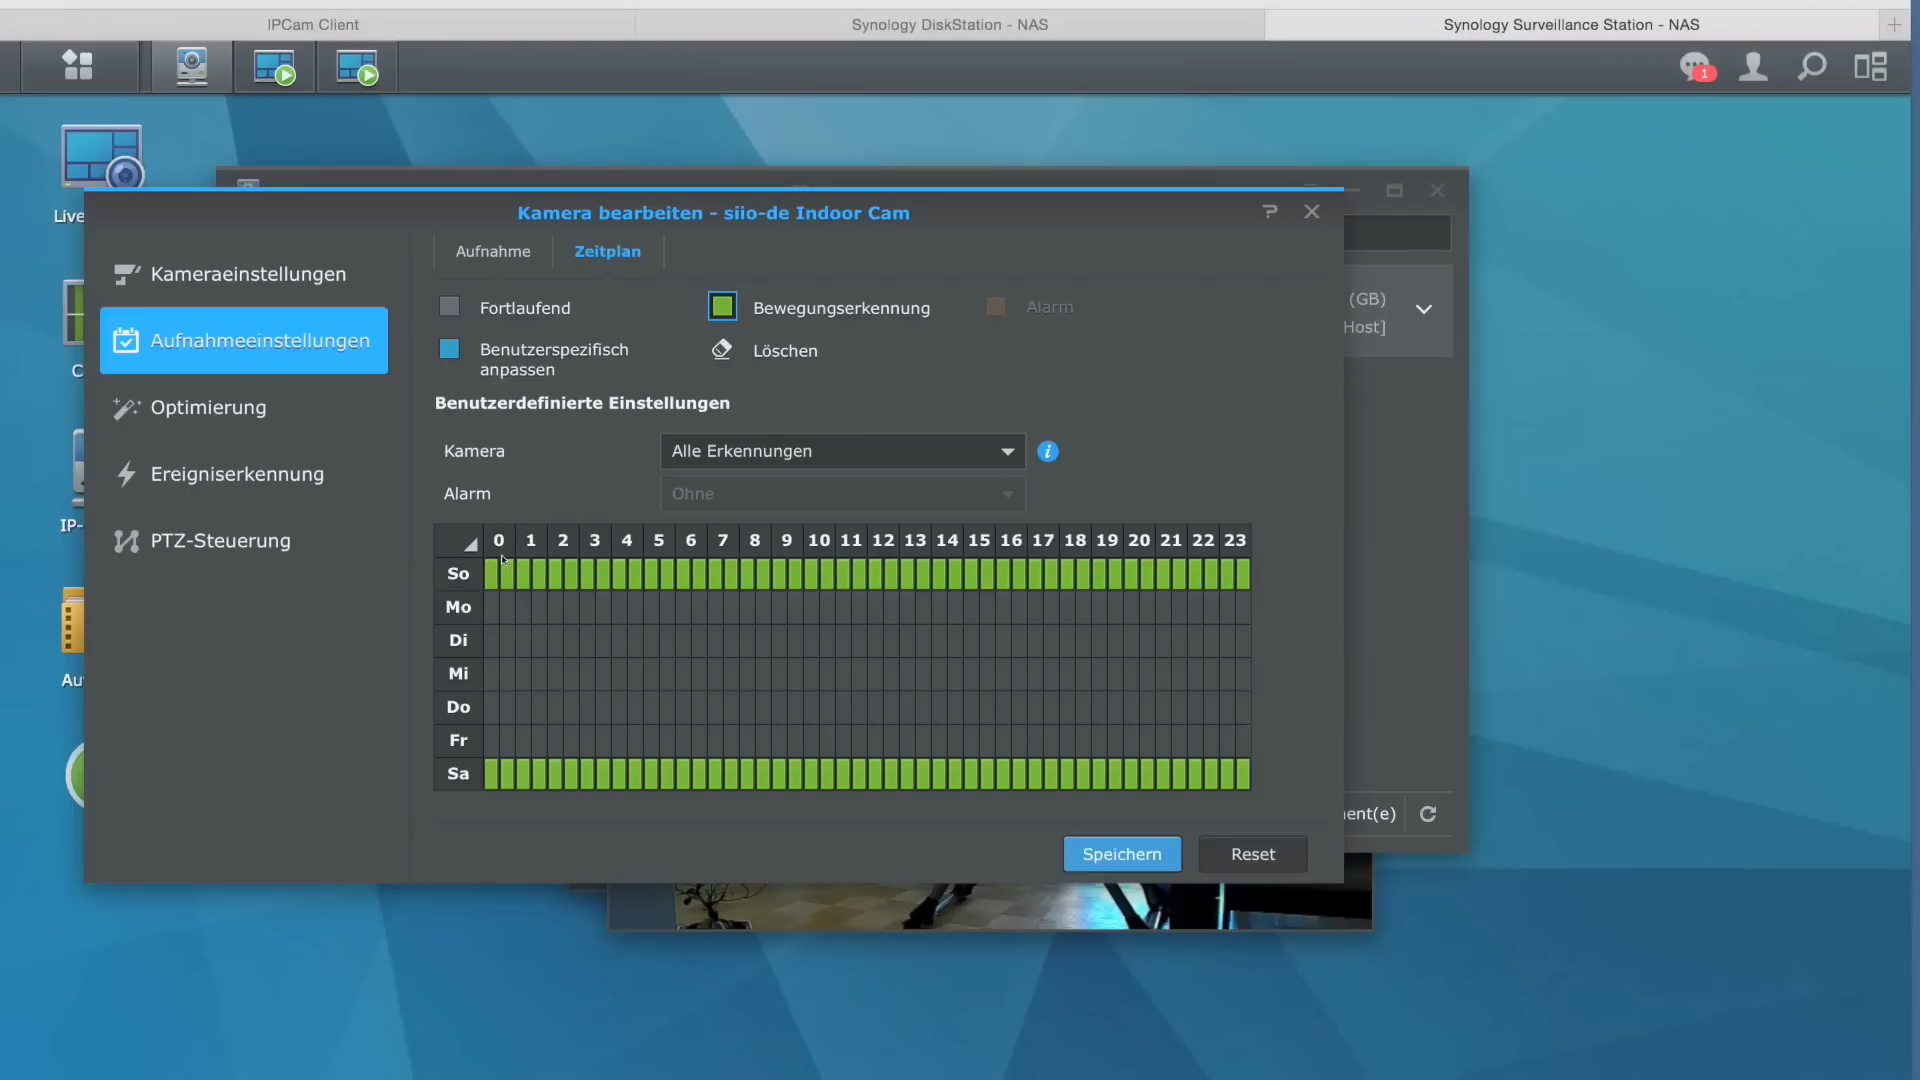 IPCam Client
Synology DiskStation - NAS
Synology Surveillance Station - NAS
1
Live
Kamera bearbeiten - siio-de Indoor Cam
Kameraeinstellungen
Aufnahmeeinstellungen
Optimierung
Ereigniserkennung
PTZ-Steuerung
Aufnahme
Zeitplan
Fortlaufend
Bewegungserkennung
Alarm
Benutzerspezifisch
anpassen
Löschen
Benutzerdefinierte Einstellungen
Kamera
Alle Erkennungen
Alarm
Ohne
0 1 2 3 4 5 6 7 8 9 10 11 12 13 14 15 16 17 18 19 20 21 22 23
So
Mo
Di
Mi
Do
Fr
Sa
Speichern
Reset
(GB)
Host]
ent(e)
IP-
Au